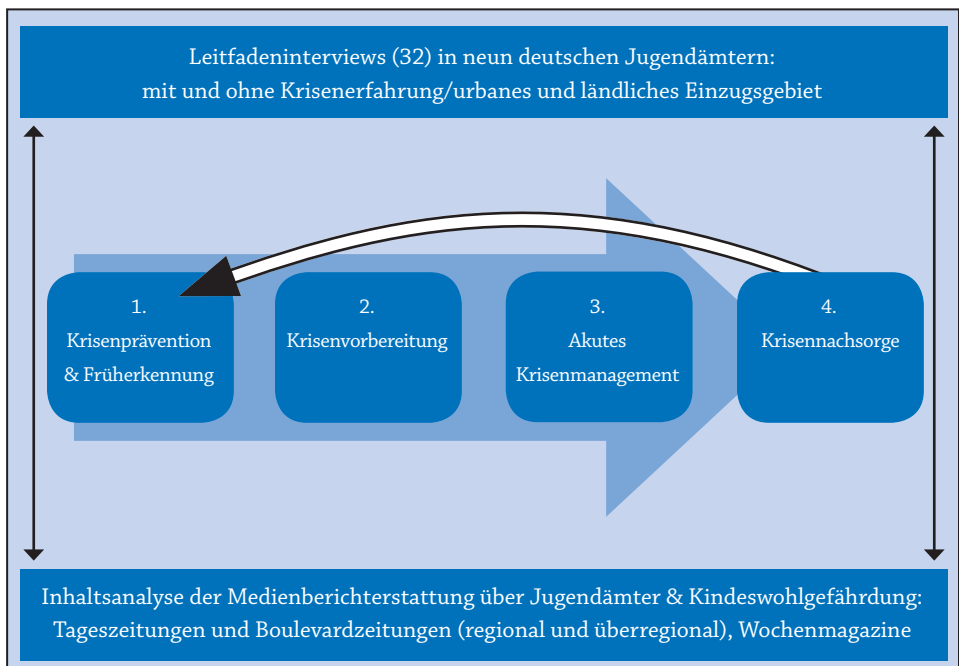 Leitfadeninterviews (32) in neun deutschen Jugendämtern:
mit und ohne Krisenerfahrung/urbanes und ländliches Einzugsgebiet
1.
Krisenprävention
& Früherkennung
2.
Krisenvorbereitung
3.
Akutes
Krisenmanagement
4.
Krisennachsorge
Inhaltsanalyse der Medienberichterstattung über Jugendämter & Kindeswohlgefährdung:
Tageszeitungen und Boulevardzeitungen (regional und überregional), Wochenmagazine